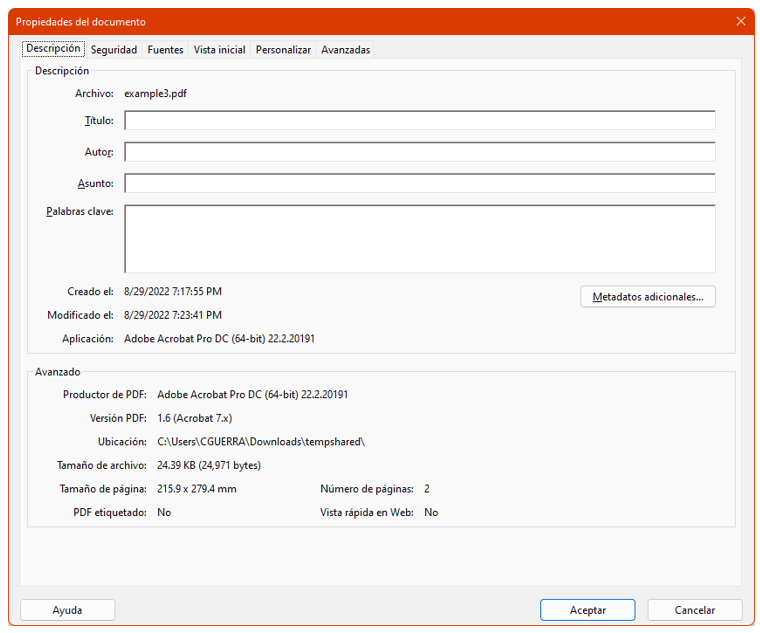 Propiedades del documento
Descripción Seguridad Fuentes Vista inicial Personalizar Avanzadas
Descripción
Archivo: example3.pdf
Título:
Autor:
Asunto:
Palabras clave:
Creado el: 8/29/2022 7:17:55 PM
Metadatos adicionales...
Modificado el: 8/29/2022 7:23:41 PM
Aplicación: Adobe Acrobat Pro DC (64-bit) 22.2.20191
Avanzado
Productor de PDF: Adobe Acrobat Pro DC (64-bit) 22.2.20191
Versión PDF: 1.6 (Acrobat 7.x)
Ubicación: C:\Users\CGUERRA\Downloads\tempshared\
Tamaño de archivo: 24.39 KB (24,971 bytes)
Tamaño de página: 215.9 x 279.4 mm Número de páginas: 2
PDF etiquetado: No Vista rápida en Web: No
Ayuda Aceptar Cancelar